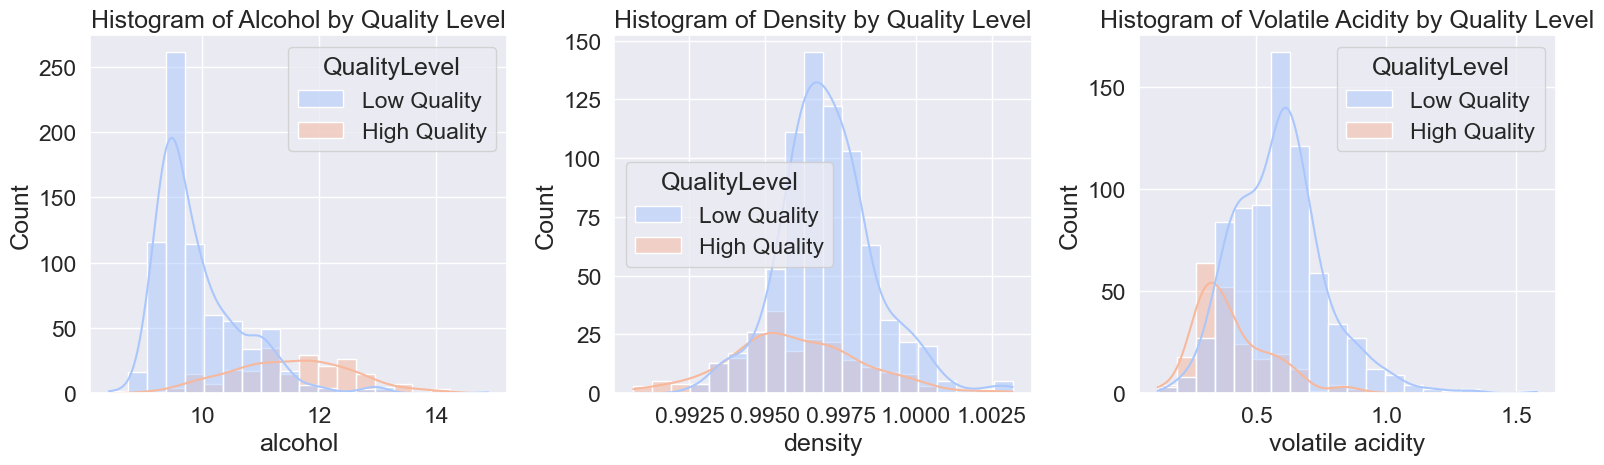 Histogram of Alcohol by Quality Level
250
200
150
100
50
0
Count
10
12
14
alcohol
QualityLevel
Low Quality
High Quality
Histogram of Density by Quality Level
150
125
100
75
50
25
0
Count
0.9925
0.9950
0.9975
1.0000
1.0025
density
QualityLevel
Low Quality
High Quality
Histogram of Volatile Acidity by Quality Level
150
100
50
0
Count
0.5
1.0
1.5
volatile acidity
QualityLevel
Low Quality
High Quality